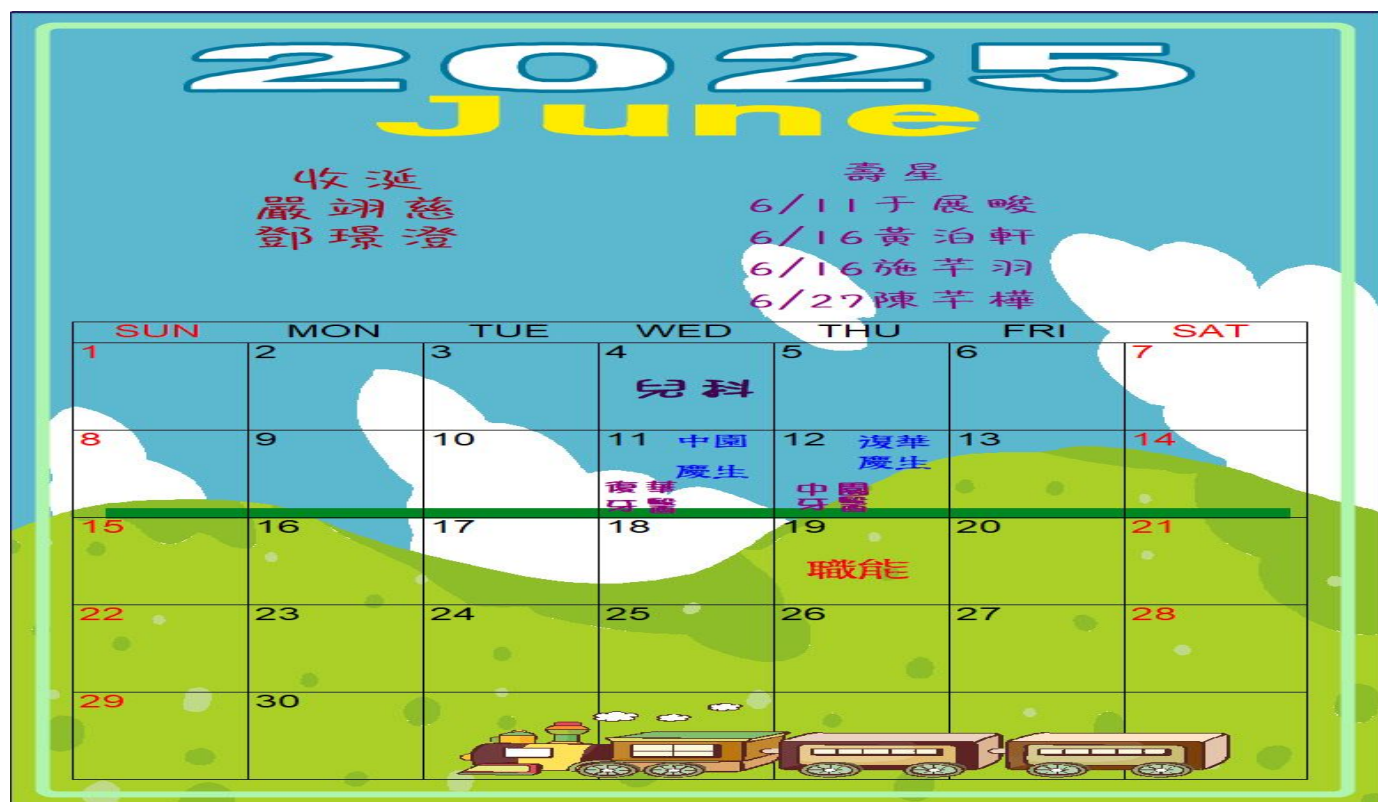 2025
June
收涎
嚴翊慈
鄧璟澄
壽星
6/11于展畯
6/16黃泊軒
6/16施芊羽
6/27陳芊樺
SUN MON TUE WED THU FRI SAT
1 2 3 4 5 6 7
兒科
8 9 10 11 中園 12 復華 13 14
慶生 慶生
復華 中園
牙醫 牙醫
15 16 17 18 19 20 21
職能
22 23 24 25 26 27 28
29 30